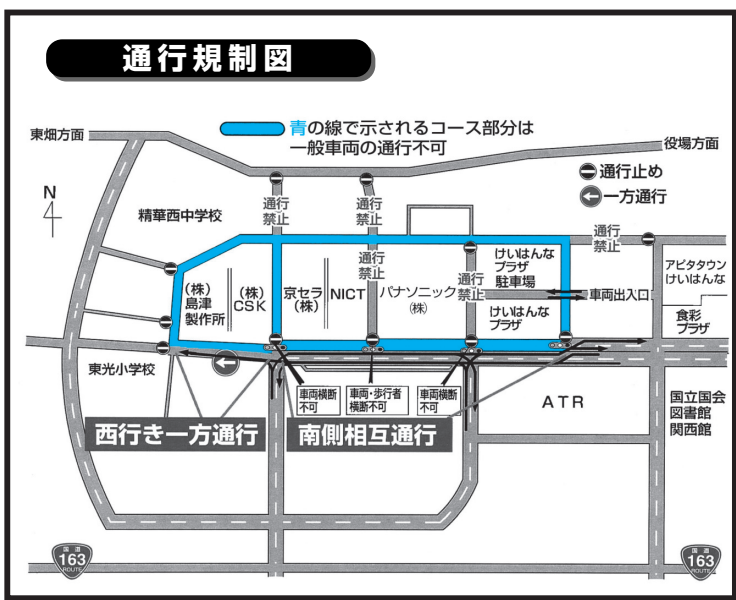 通行規制図
青の線で示されるコース部分は
一般車両の通行不可
東畑方面
役場方面
通行止め
一方通行
N
精華西中学校
通行
禁止
通行
禁止
通行
禁止
通行
禁止
通行
禁止
(株)
島津
製作所
(株)
CSK
京セラ
(株)
NICT
パナソニック
(株)
けいはんな
プラザ
駐車場
けいはんな
プラザ
車両出入口
アピタタウン
けいはんな
食彩
プラザ
東光小学校
車両横断
不可
車両・歩行者
横断不可
車両横断
不可
西行き一方通行
南側相互通行
ATR
国立国会
図書館
関西館
国道
163
ROUTE
国道
163
ROUTE